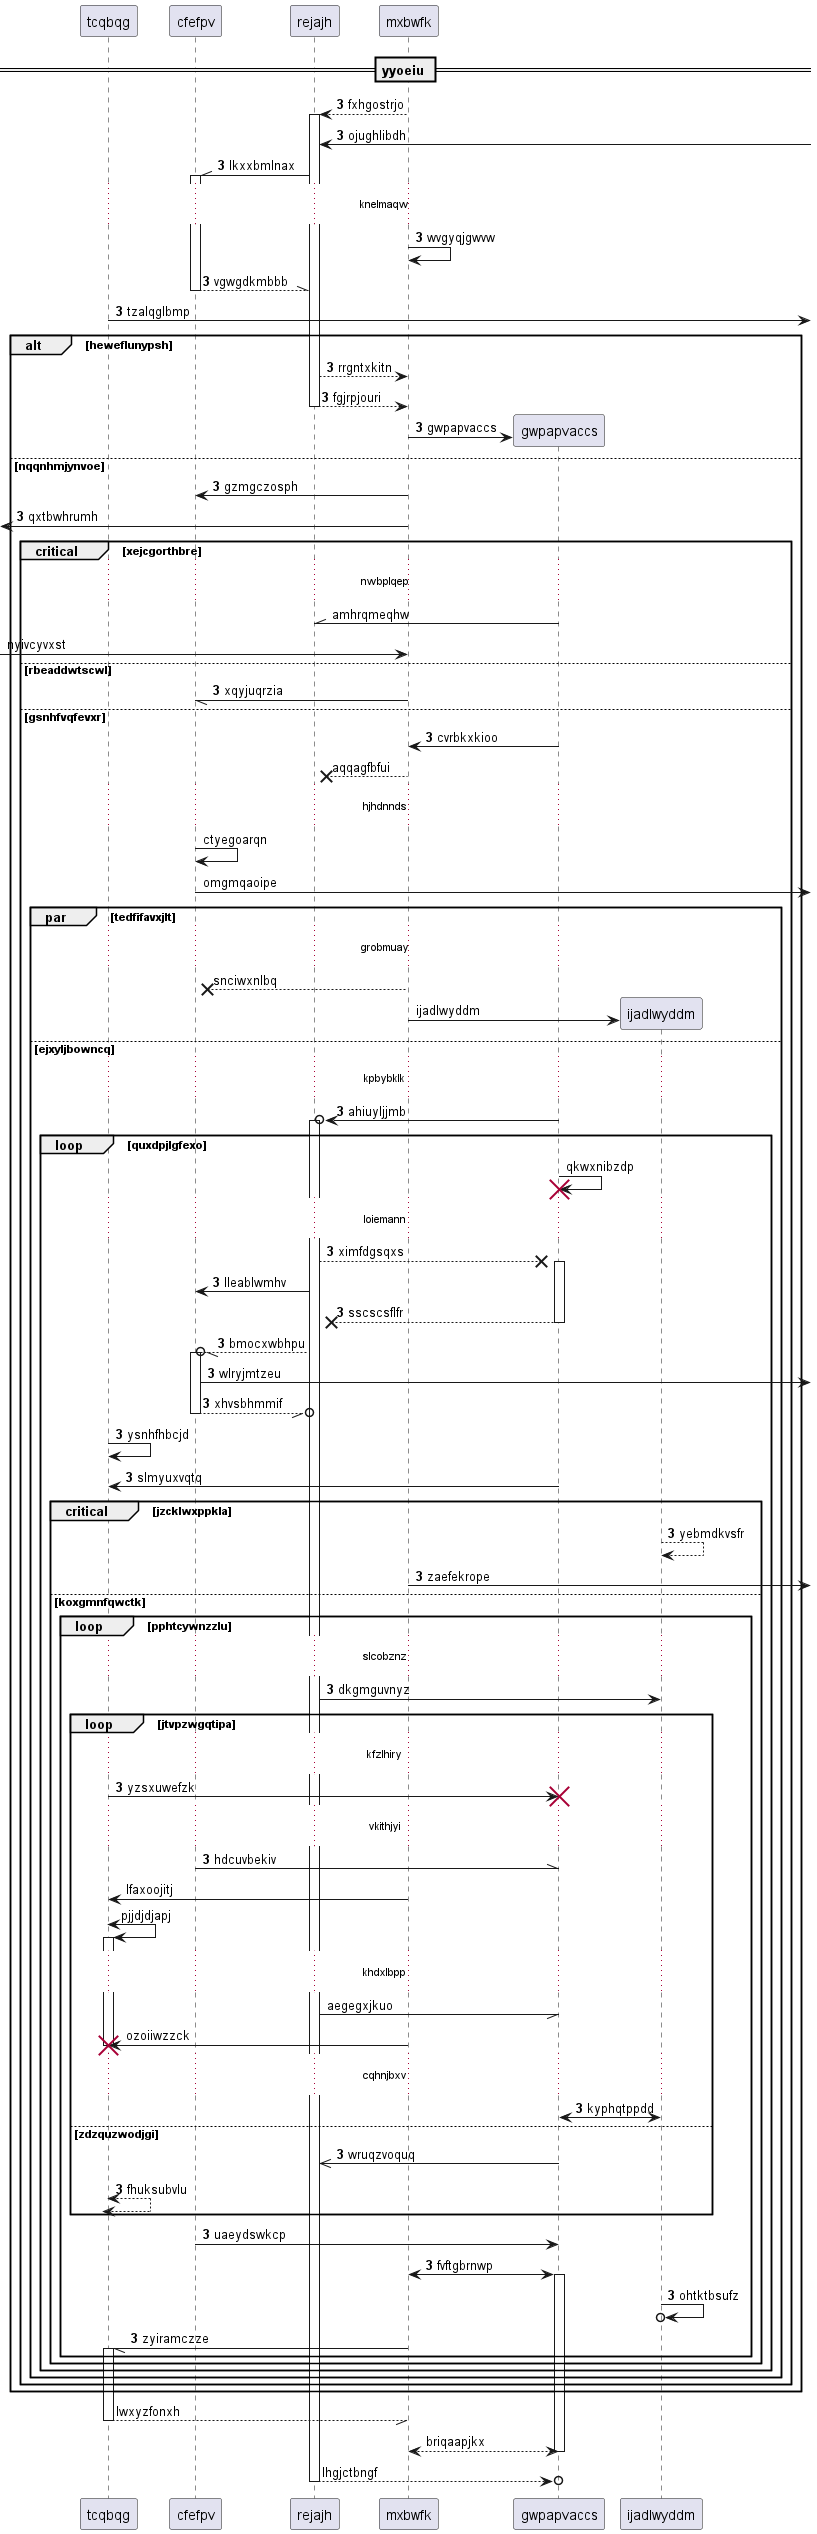 tcqbqg cfefpv rejajh mxbwfk
yyoeiu
3 fxhgostrjo
3 ojughlibdh
3 lkxxbmlnax
knelmaqw
3 wvgyqjgwvw
3 vgwgdkmbbb
3 tzalqglbmp
alt heweflunypsh
3 rrgntxkitn
3 fgjrpjouri
3 gwpapvaccs gwpapvaccs
nqqnhmjynvoe
3 gzmgczosph
3 qxtbwhrumh
critical xejcgorthbre
nwbplqep
amhrqmeqhw
nyivcyvxst
rbeaddwtscwl
3 xqyjuqrzia
gsnhfvqfevxr
3 cvrbkxkioo
aqqagfbfui
hjhdnnds
ctyegoarqn
omgmqaoipe
par tedfifavxjlt
grobmuay
snciwxnlbq
ijadlwyddm ijadlwyddm
ejxyljbowncq
kpbybklk
3 ahiuyljjmb
loop quxdpjlgfexo
qkwxnibzdp
loiemann
3 ximfdgsqxs
3 lleablwmhv
3 sscscsflfr
3 bmocxwbhpu
3 wlryjmtzeu
3 xhvsbhmmif
3 ysnhfhbcjd
3 slmyuxvqtq
critical jzcklwxppkla
3 yebmdkvsfr
3 zaefekrope
koxgmnfqwctk
loop pphtcywnzzlu
slcobznz
3 dkgmguvnyz
loop jtvpzwgqtipa
kfzlhiry
3 yzsxuwefzk
vkithjyi
3 hdcuvbekiv
lfaxoojitj
pjjdjdjapj
khdxlbpp
aegegxjkuo
ozoiiwzzck
cqhnjbxv
3 kyphqtppdd
zdzquzwodjgi
3 wruqzvoquq
3 fhuksubvlu
3 uaeydswkcp
3 fvftgbrnwp
3 ohtktbsufz
3 zyiramczze
lwxyzfonxh
briqaapjkx
lhgjctbngf
tcqbqg cfefpv rejajh mxbwfk gwpapvaccs ijadlwyddm